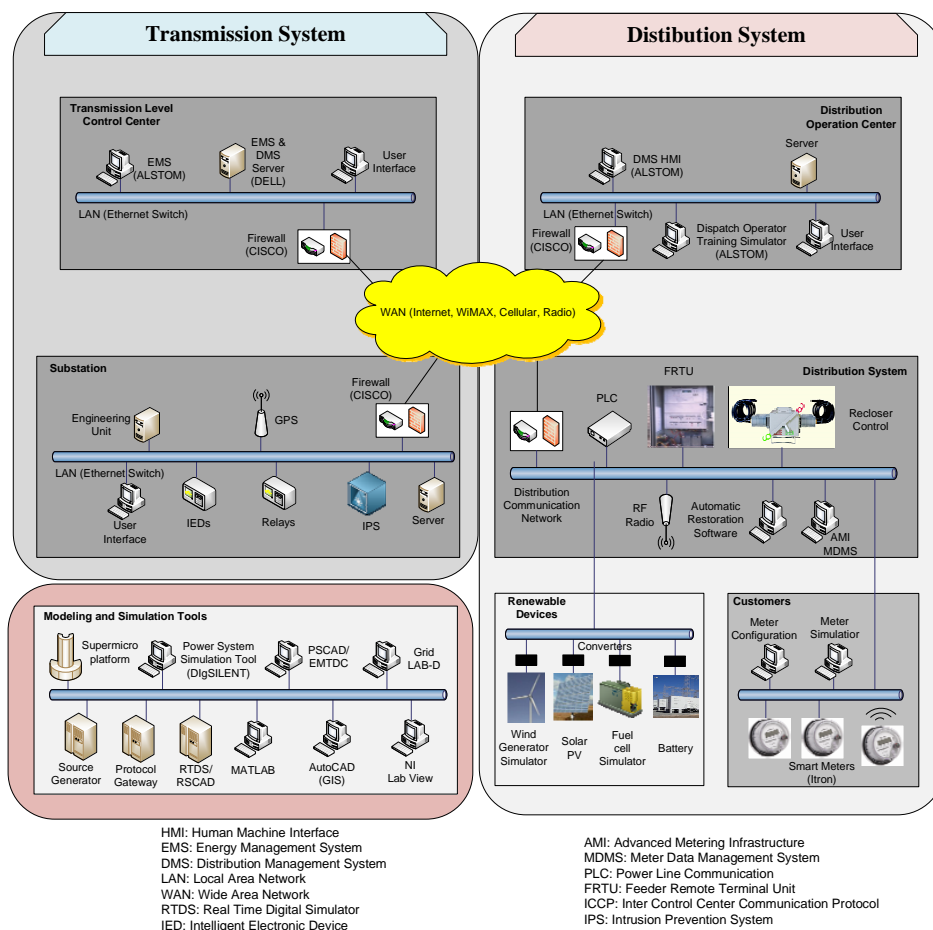 Transmission System
Transmission Level
Control Center
EMS
(ALSTOM)
EMS &
DMS
Server
(DELL)
User
Interface
LAN (Ethernet Switch)
Firewall
(CISCO)
Distibution System
Distribution
Operation Center
DMS HMI
(ALSTOM)
Server
LAN (Ethernet Switch)
Firewall
(CISCO)
Dispatch Operator
Training Simulator
(ALSTOM)
User
Interface
WAN (Internet, WiMAX, Cellular, Radio)
Substation
Engineering
Unit
GPS
Firewall
(CISCO)
LAN (Ethernet Switch)
User
Interface
IEDs
Relays
IPS
Server
Distribution System
PLC
FRTU
Recloser
Control
Distribution
Communication
Network
RF
Radio
Automatic
Restoration
Software
AMI
MDMS
Modeling and Simulation Tools
Supermicro
platform
Power System
Simulation Tool
(DIgSILENT)
PSCAD/
EMTDC
Grid
LAB-D
Source
Generator
Protocol
Gateway
RTDS/
RSCAD
MATLAB
AutoCAD
(GIS)
NI
Lab View
Renewable
Devices
Converters
Wind
Generator
Simulator
Solar
PV
Fuel
cell
Simulator
Battery
Customers
Meter
Configuration
Meter
Simulatior
Smart Meters
(Itron)
HMI: Human Machine Interface
EMS: Energy Management System
DMS: Distribution Management System
LAN: Local Area Network
WAN: Wide Area Network
RTDS: Real Time Digital Simulator
IED: Intelligent Electronic Device
AMI: Advanced Metering Infrastructure
MDMS: Meter Data Management System
PLC: Power Line Communication
FRTU: Feeder Remote Terminal Unit
ICCP: Inter Control Center Communication Protocol
IPS: Intrusion Prevention System